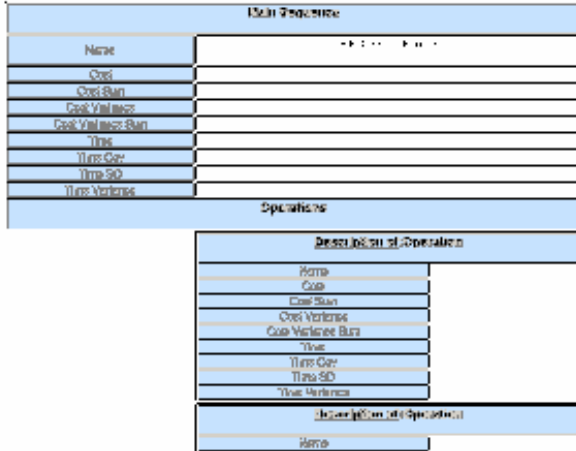 Main Sequence
Name
Cost
Cost Sum
Cost Variance
Cost Variance Sum
Time
Time Dev
Time SD
Time Variance
Operations
Description of Operation
Name
Cost
Cost Sum
Cost Variance
Cost Variance Sum
Time
Time Dev
Time SD
Time Variance
Description of Operation
Name